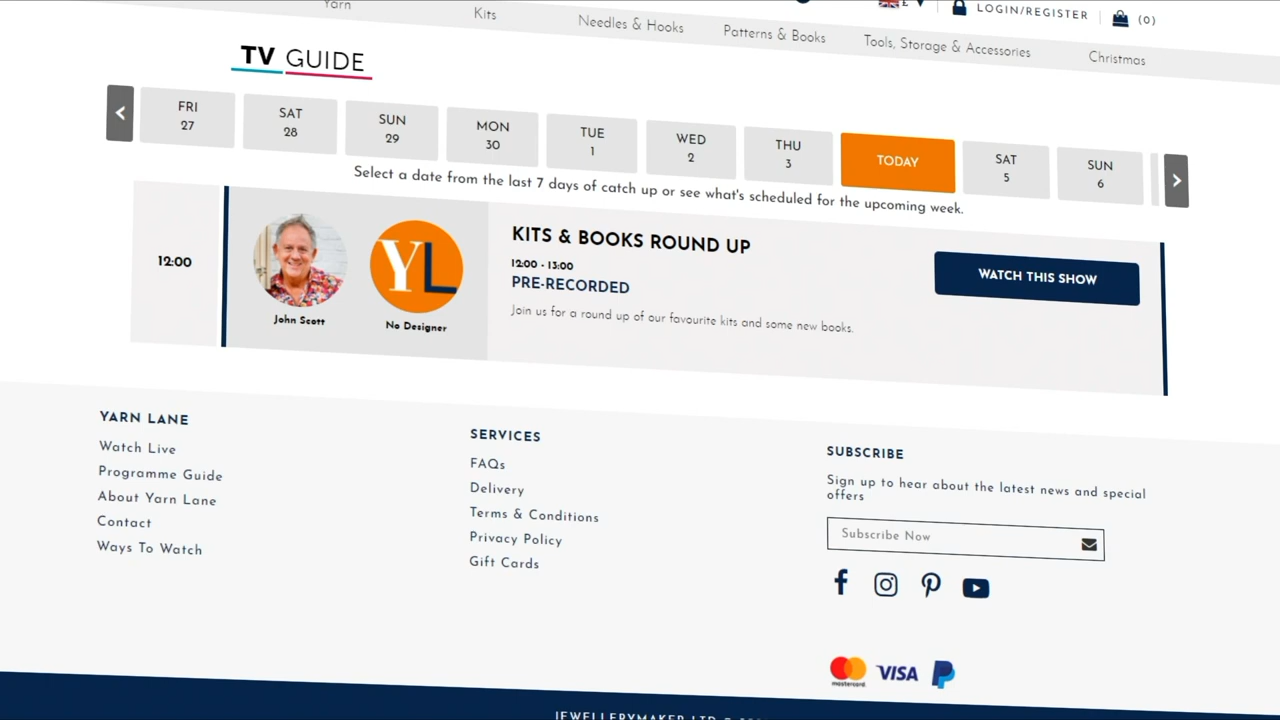 £
LOGIN/REGISTER
(0)
Yarn
Kits
Needles & Hooks
Patterns & Books
Tools, Storage & Accessories
Christmas
TV GUIDE
FRI
27
SAT
28
SUN
29
MON
30
TUE
1
WED
2
THU
3
TODAY
SAT
5
SUN
6
Select a date from the last 7 days of catch up or see what's scheduled for the upcoming week.
12:00
John Scott
YL
No Designer
KITS & BOOKS ROUND UP
12:00 - 13:00
PRE-RECORDED
Join us for a round up of our favourite kits and some new books.
WATCH THIS SHOW
YARN LANE
Watch Live
Programme Guide
About Yarn Lane
Contact
Ways To Watch
SERVICES
FAQs
Delivery
Terms & Conditions
Privacy Policy
Gift Cards
SUBSCRIBE
Sign up to hear about the latest news and special
offers
Subscribe Now
mastercard
VISA
JEWELLERYMAKER LTD